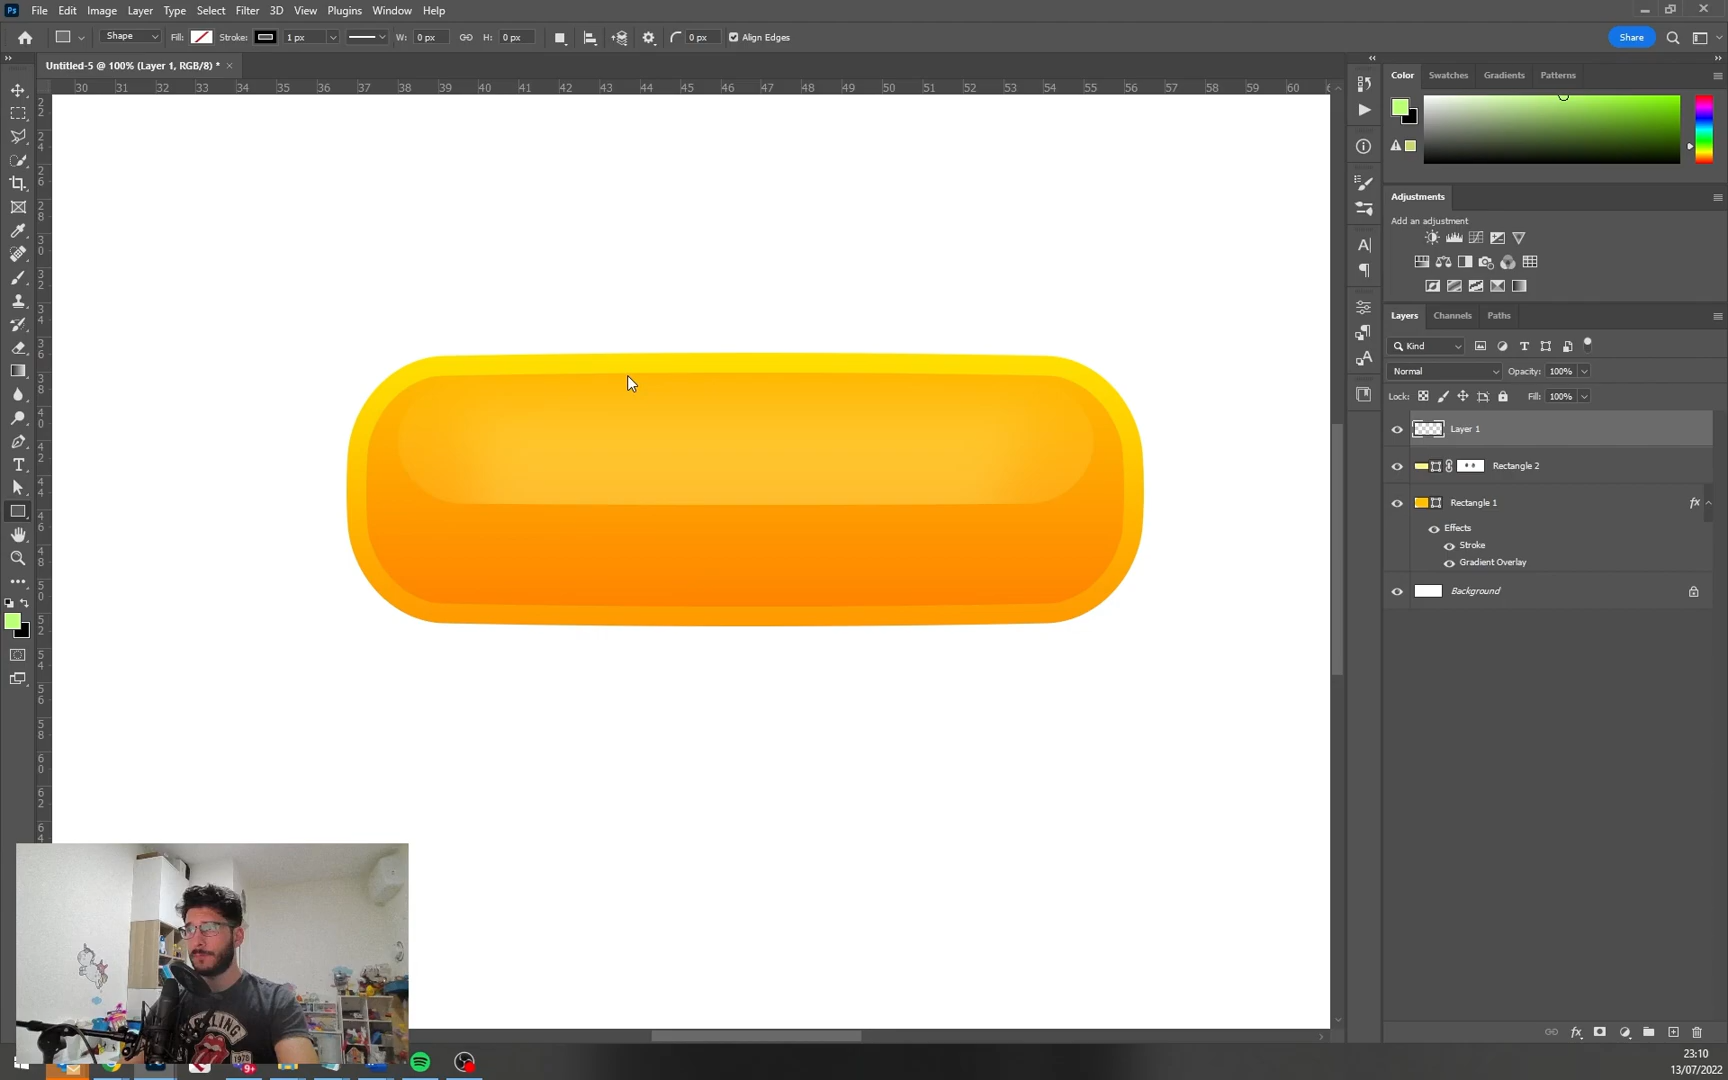 Ps File Edit Image Layer Type Select Filter 3D View Plugins Window Help
Shape Fill: Stroke: 1 px W: 0 px H: 0 px 0 px Align Edges Share
Untitled-5 @ 100% (Layer 1, RGB/8) * ×
30 31 32 33 34 35 36 37 38 39 40 41 42 43 44 45 46 47 48 49 50 51 52 53 54 55 56 57 58 59 60
Color Swatches Gradients Patterns
Adjustments
Add an adjustment
Layers Channels Paths
Kind
Normal Opacity: 100%
Lock: Fill: 100%
Layer 1
Rectangle 2
Rectangle 1 fx
Effects
Stroke
Gradient Overlay
Background
fx
9+
23:10
13/07/2022
1978